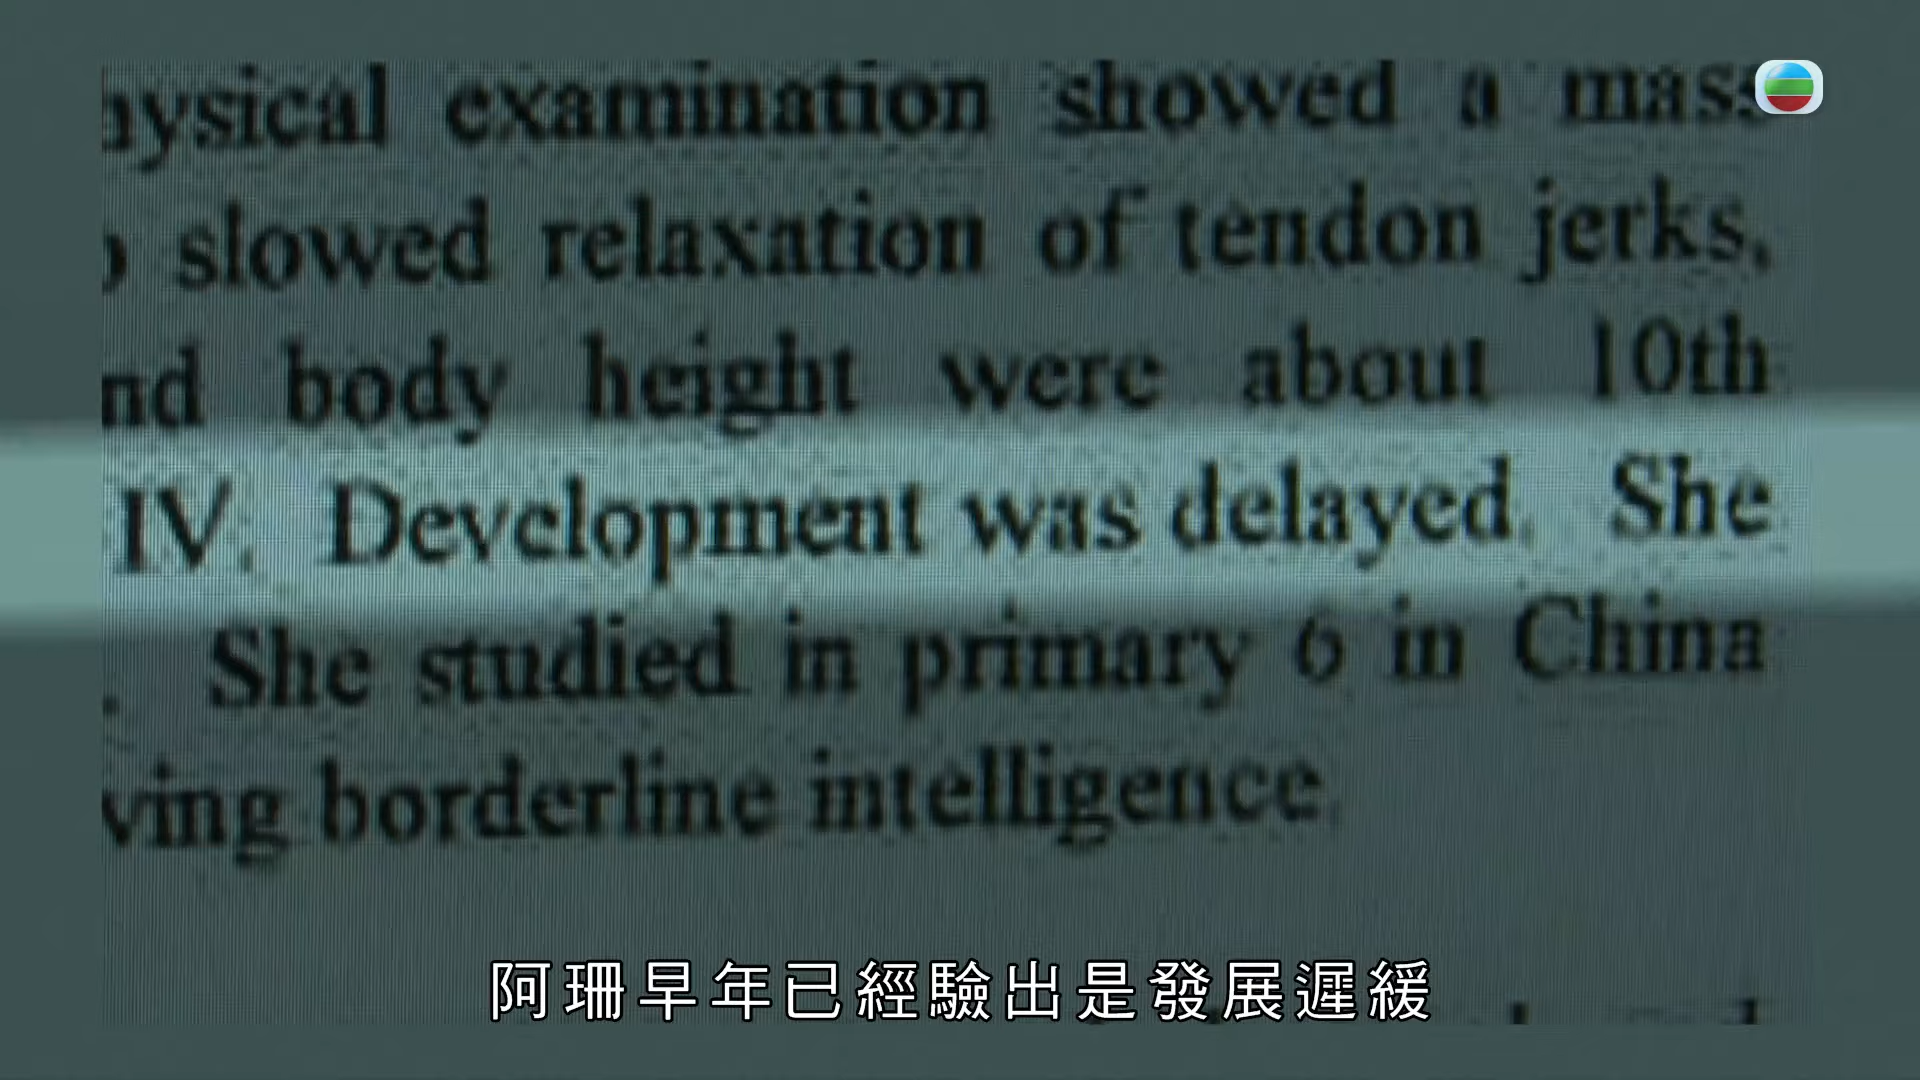 hysical examination showed a mass
o slowed relaxation of tendon jerks,
nd body height were about 10th
IV. Development was delayed. She
. She studied in primary 6 in China
ving borderline intelligence.
阿珊早年已經驗出是發展遲緩